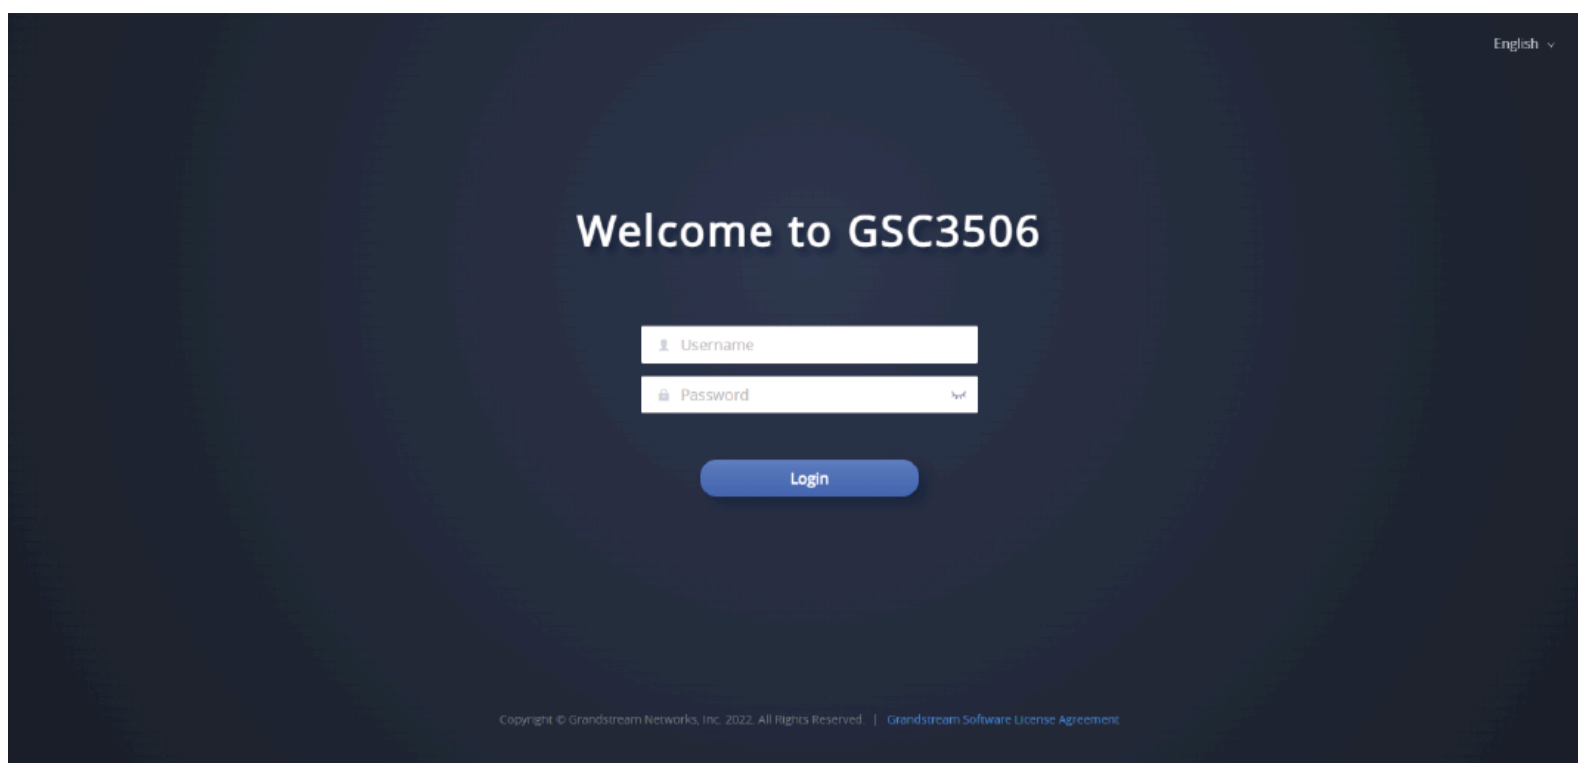 English
Welcome to GSC3506
Username
Password
Login
Copyright © Grandstream Networks, Inc. 2022. All Rights Reserved. | Grandstream Software License Agreement